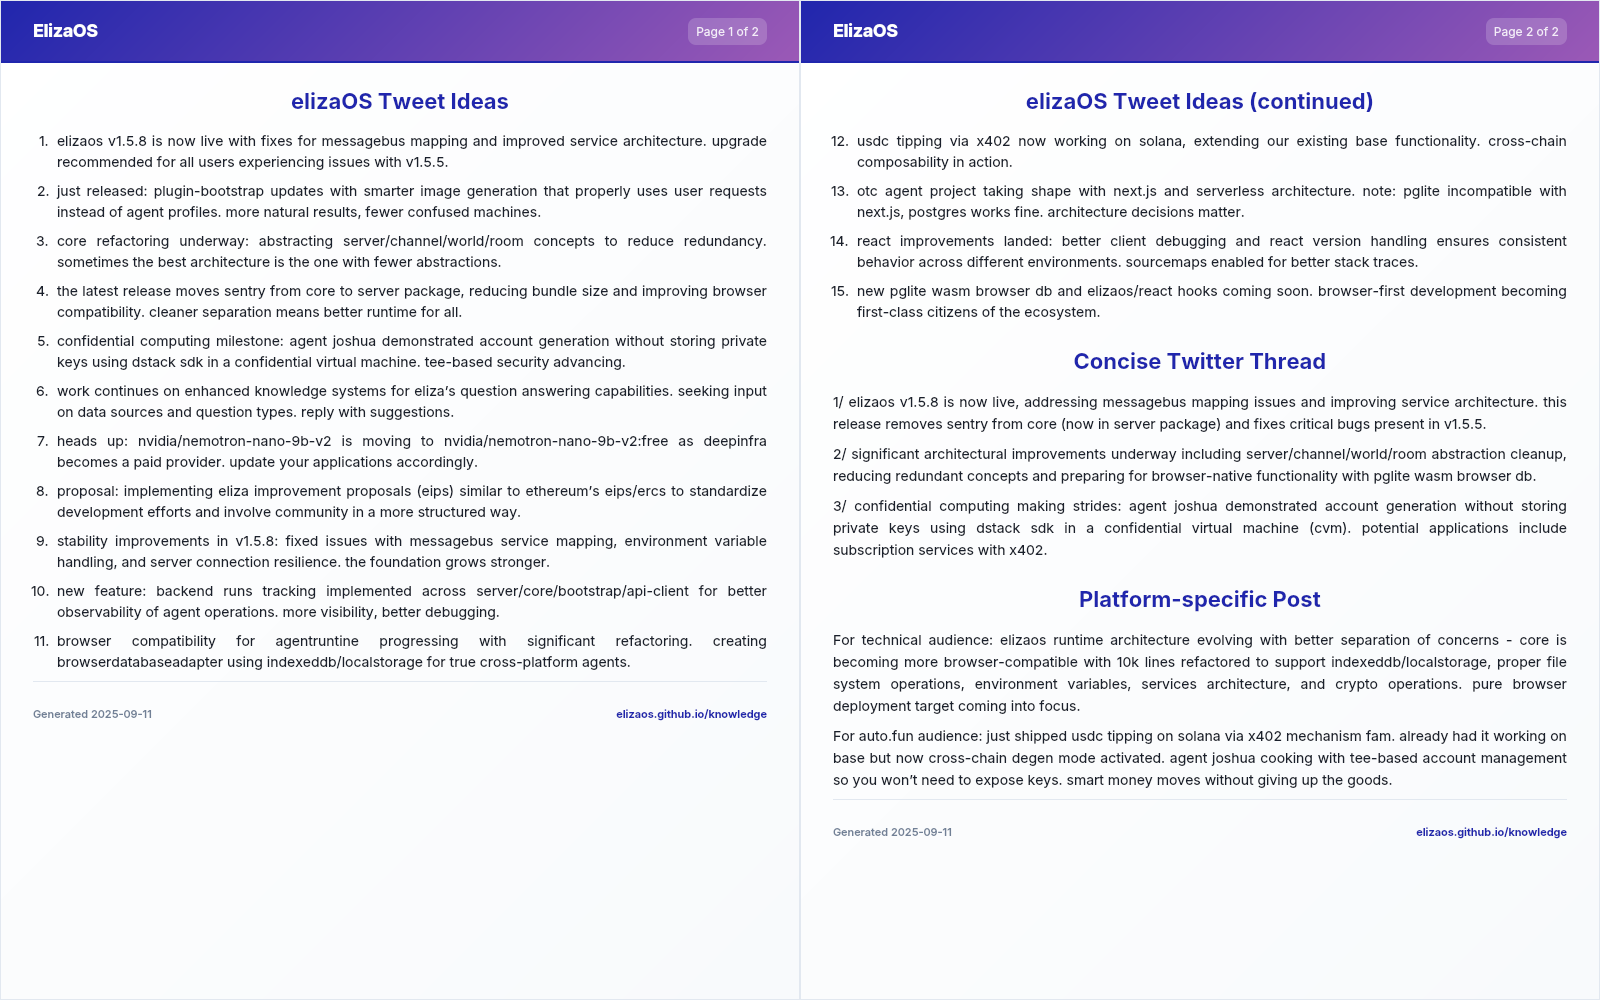 ElizaOS
Page 1 of 2
elizaOS Tweet Ideas
1. elizaos v1.5.8 is now live with fixes for messagebus mapping and improved service architecture. upgrade
recommended for all users experiencing issues with v1.5.5.
2. just released: plugin-bootstrap updates with smarter image generation that properly uses user requests
instead of agent profiles. more natural results, fewer confused machines.
3. core refactoring underway: abstracting server/channel/world/room concepts to reduce redundancy.
sometimes the best architecture is the one with fewer abstractions.
4. the latest release moves sentry from core to server package, reducing bundle size and improving browser
compatibility. cleaner separation means better runtime for all.
5. confidential computing milestone: agent joshua demonstrated account generation without storing private
keys using dstack sdk in a confidential virtual machine. tee-based security advancing.
6. work continues on enhanced knowledge systems for eliza's question answering capabilities. seeking input
on data sources and question types. reply with suggestions.
7. heads up: nvidia/nemotron-nano-9b-v2 is moving to nvidia/nemotron-nano-9b-v2:free as deepinfra
becomes a paid provider. update your applications accordingly.
8. proposal: implementing eliza improvement proposals (eips) similar to ethereum's eips/ercs to standardize
development efforts and involve community in a more structured way.
9. stability improvements in v1.5.8: fixed issues with messagebus service mapping, environment variable
handling, and server connection resilience. the foundation grows stronger.
10. new feature: backend runs tracking implemented across server/core/bootstrap/api-client for better
observability of agent operations. more visibility, better debugging.
11. browser compatibility for agentruntine progressing with significant refactoring. creating
browserdatabaseadapter using indexeddb/localstorage for true cross-platform agents.
Generated 2025-09-11
elizaos.github.io/knowledge
ElizaOS
Page 2 of 2
elizaOS Tweet Ideas (continued)
12. usdc tipping via x402 now working on solana, extending our existing base functionality. cross-chain
composability in action.
13. otc agent project taking shape with next.js and serverless architecture. note: pglite incompatible with
next.js, postgres works fine. architecture decisions matter.
14. react improvements landed: better client debugging and react version handling ensures consistent
behavior across different environments. sourcemaps enabled for better stack traces.
15. new pglite wasm browser db and elizaos/react hooks coming soon. browser-first development becoming
first-class citizens of the ecosystem.
Concise Twitter Thread
1/ elizaos v1.5.8 is now live, addressing messagebus mapping issues and improving service architecture. this
release removes sentry from core (now in server package) and fixes critical bugs present in v1.5.5.
2/ significant architectural improvements underway including server/channel/world/room abstraction cleanup,
reducing redundant concepts and preparing for browser-native functionality with pglite wasm browser db.
3/ confidential computing making strides: agent joshua demonstrated account generation without storing
private keys using dstack sdk in a confidential virtual machine (cvm). potential applications include
subscription services with x402.
Platform-specific Post
For technical audience: elizaos runtime architecture evolving with better separation of concerns - core is
becoming more browser-compatible with 10k lines refactored to support indexeddb/localstorage, proper file
system operations, environment variables, services architecture, and crypto operations. pure browser
deployment target coming into focus.
For auto.fun audience: just shipped usdc tipping on solana via x402 mechanism fam. already had it working on
base but now cross-chain degen mode activated. agent joshua cooking with tee-based account management
so you won't need to expose keys. smart money moves without giving up the goods.
Generated 2025-09-11
elizaos.github.io/knowledge